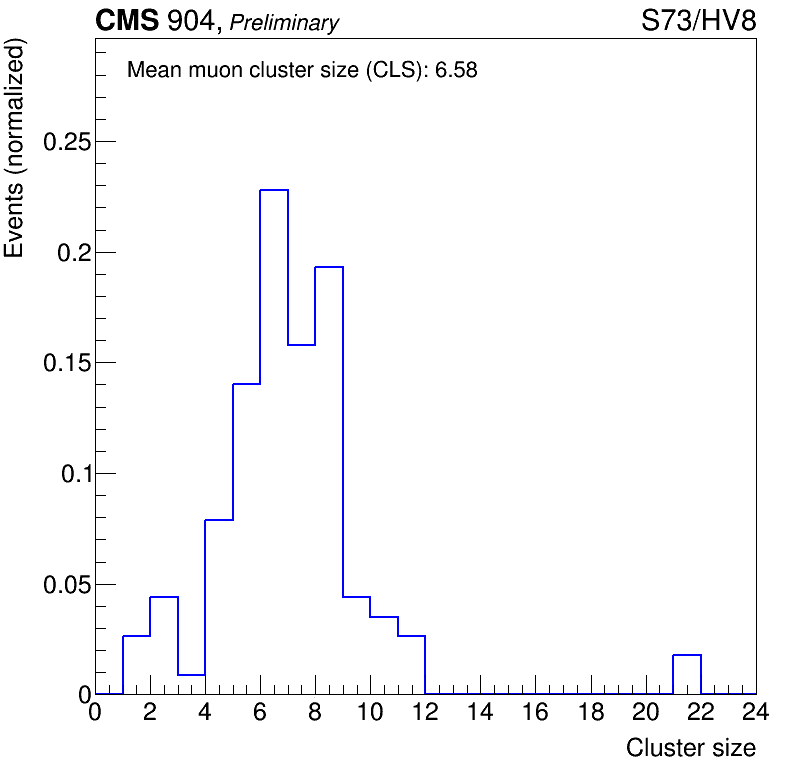 CMS 904, Preliminary S73/HV8
Mean muon cluster size (CLS): 6.58
Events (normalized)
0.25
0.2
0.15
0.1
0.05
0
0 2 4 6 8 10 12 14 16 18 20 22 24
Cluster size